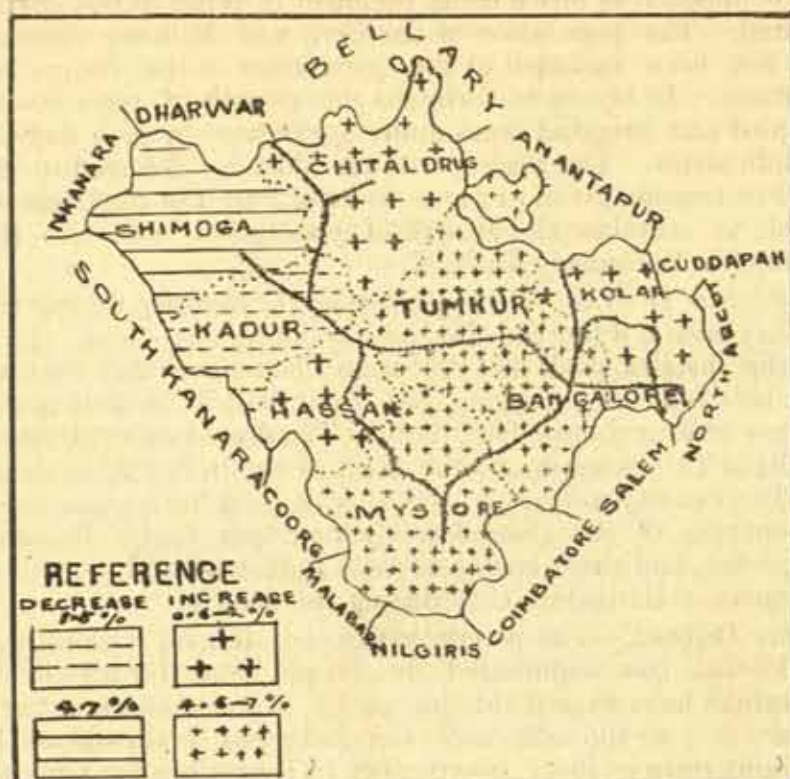 BELLARY
DHARWAR
ANANTAPUR
N.KANARA
CHITALDRUG
SHIMOGA
CUDDAPAH
KOLAR
TUMKUR
KADUR
NORTH ARCOT
SOUTH KANARA
HASSAN
BANGALORE
MYSORE
SALEM
COORG
COIMBATORE
MALABAR
NILGIRIS
REFERENCE
DECREASE INCREASE
4.7 % 4.6-7 %